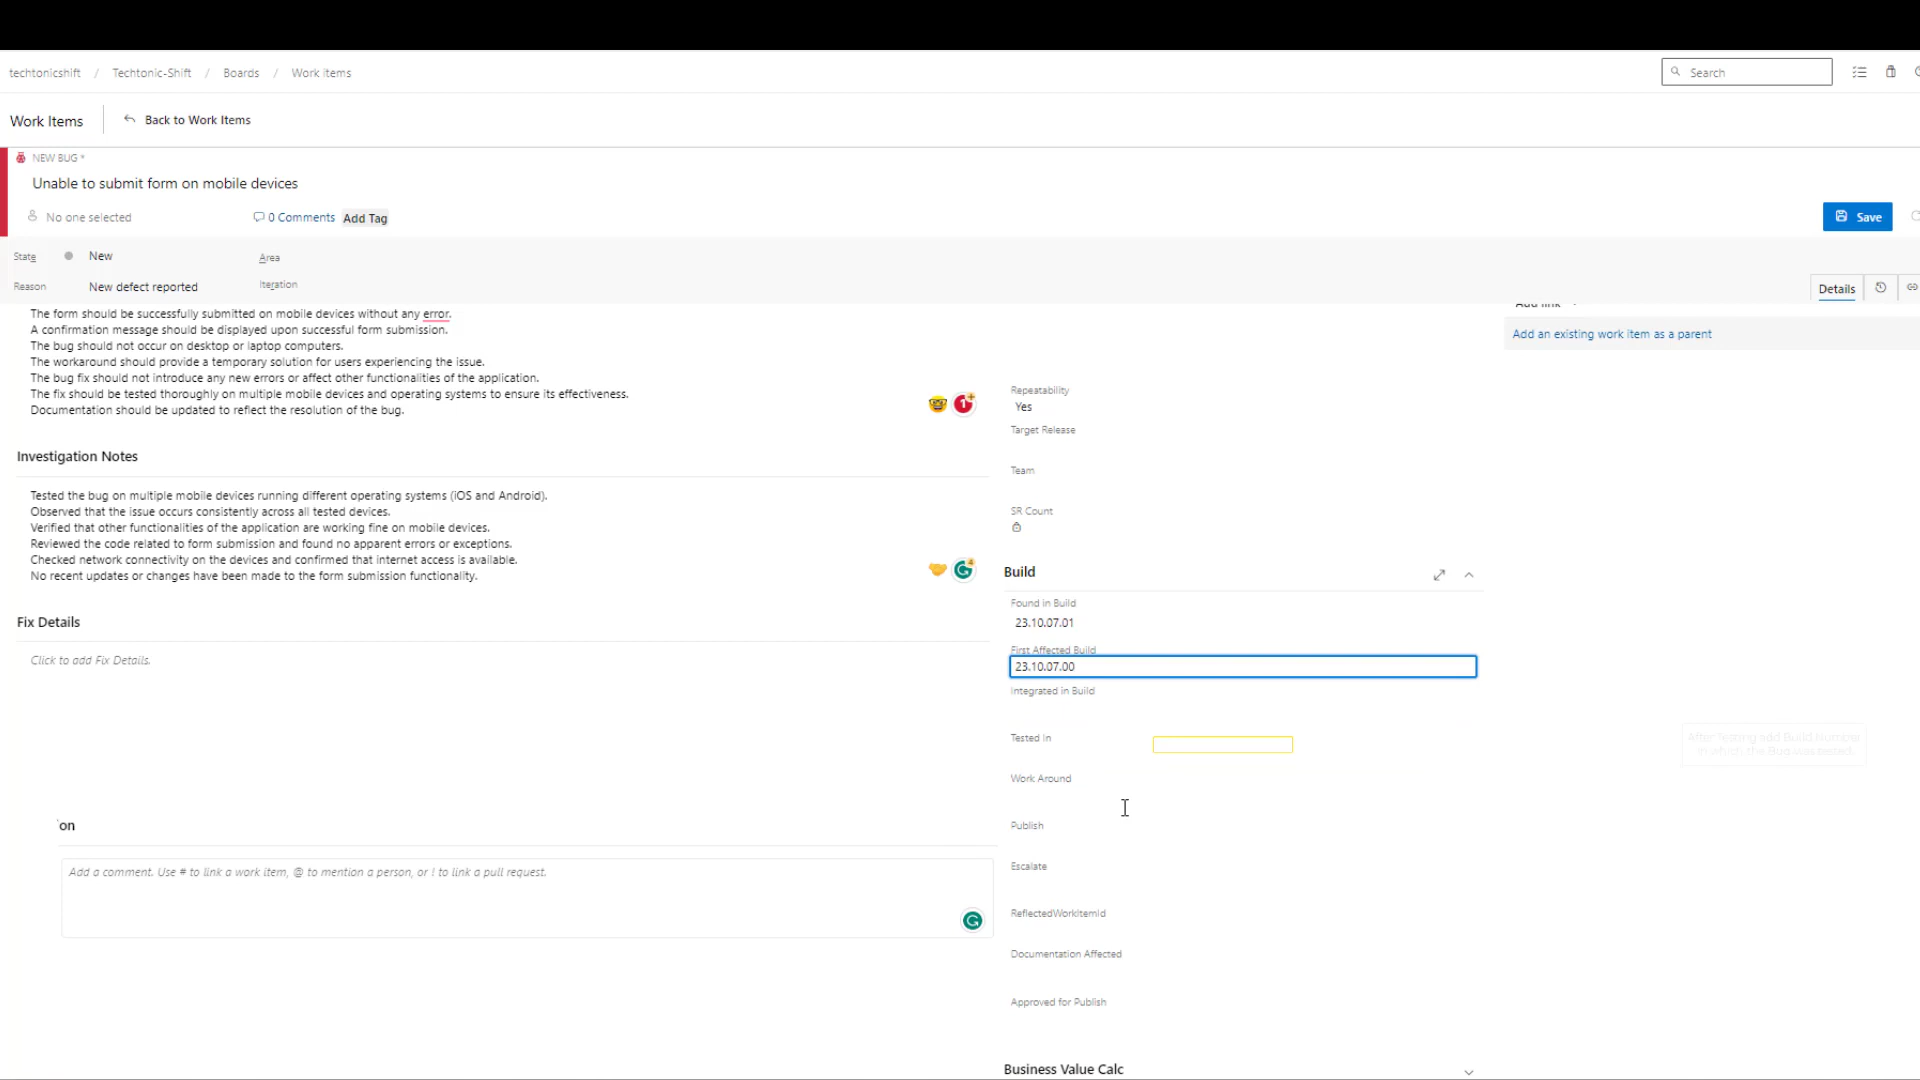 techtonicshift / Techtonic-Shift / Boards / Work items
Search
Work Items
Back to Work Items
NEW BUG *
Unable to submit form on mobile devices
No one selected
0 Comments
Add Tag
Save
State
New
Area
Reason
New defect reported
Iteration
Details
The form should be successfully submitted on mobile devices without any error.
A confirmation message should be displayed upon successful form submission.
The bug should not occur on desktop or laptop computers.
The workaround should provide a temporary solution for users experiencing the issue.
The bug fix should not introduce any new errors or affect other functionalities of the application.
The fix should be tested thoroughly on multiple mobile devices and operating systems to ensure its effectiveness.
Documentation should be updated to reflect the resolution of the bug.
Investigation Notes
Tested the bug on multiple mobile devices running different operating systems (iOS and Android).
Observed that the issue occurs consistently across all tested devices.
Verified that other functionalities of the application are working fine on mobile devices.
Reviewed the code related to form submission and found no apparent errors or exceptions.
Checked network connectivity on the devices and confirmed that internet access is available.
No recent updates or changes have been made to the form submission functionality.
Fix Details
Click to add Fix Details.
on
Add a comment. Use # to link a work item, @ to mention a person, or ! to link a pull request.
Repeatability
Yes
Target Release
Team
SR Count
Build
Found in Build
23.10.07.01
First Affected Build
23.10.07.00
Integrated in Build
Tested In
Work Around
Publish
Escalate
ReflectedWorkItemId
Documentation Affected
Approved for Publish
Business Value Calc
Add link
Add an existing work item as a parent
After Testing add Build Number
in which the Bug was tested.